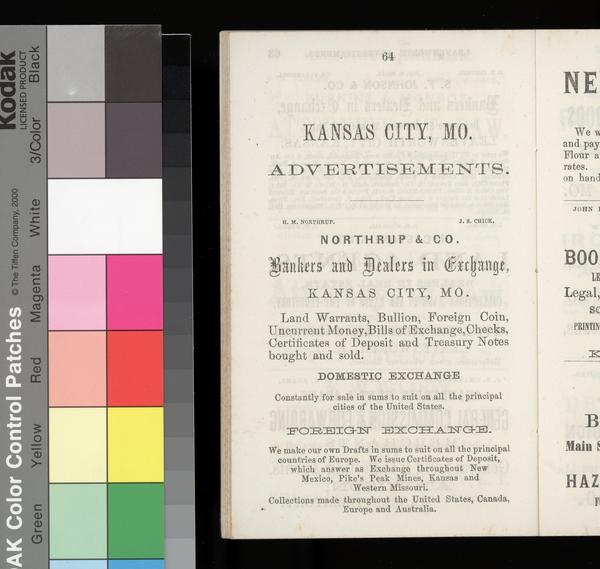 64
KANSAS CITY, MO.
ADVERTISEMENTS.
H. M. NORTHRUP. J. S. CHICK,
NORTHRUP & CO.
Bankers and Dealers in Exchange,
KANSAS CITY, MO.
Land Warrants, Bullion, Foreign Coin,
Uncurrent Money, Bills of Exchange, Checks,
Certificates of Deposit and Treasury Notes
bought and sold.
DOMESTIC EXCHANGE
Constantly for sale in sums to suit on all the principal
cities of the United States.
FOREIGN EXCHANGE.
We make our own Drafts in sums to suit on all the principal
countries of Europe. We issue Certificates of Deposit,
which answer as Exchange throughout New
Mexico, Pike's Peak Mines, Kansas and
Western Missouri.
Collections made throughout the United States, Canada,
Europe and Australia.
NE
We w
and pay
Flour a
rates.
on hand
JOHN
BOO
LE
Legal,
SC
PRINTIN
K
B
Main S
HAZ
F
Kodak
LICENSED PRODUCT
Black
3/Color
White
Magenta
Red
Yellow
Green
AK Color Control Patches
© The Tiffen Company, 2000